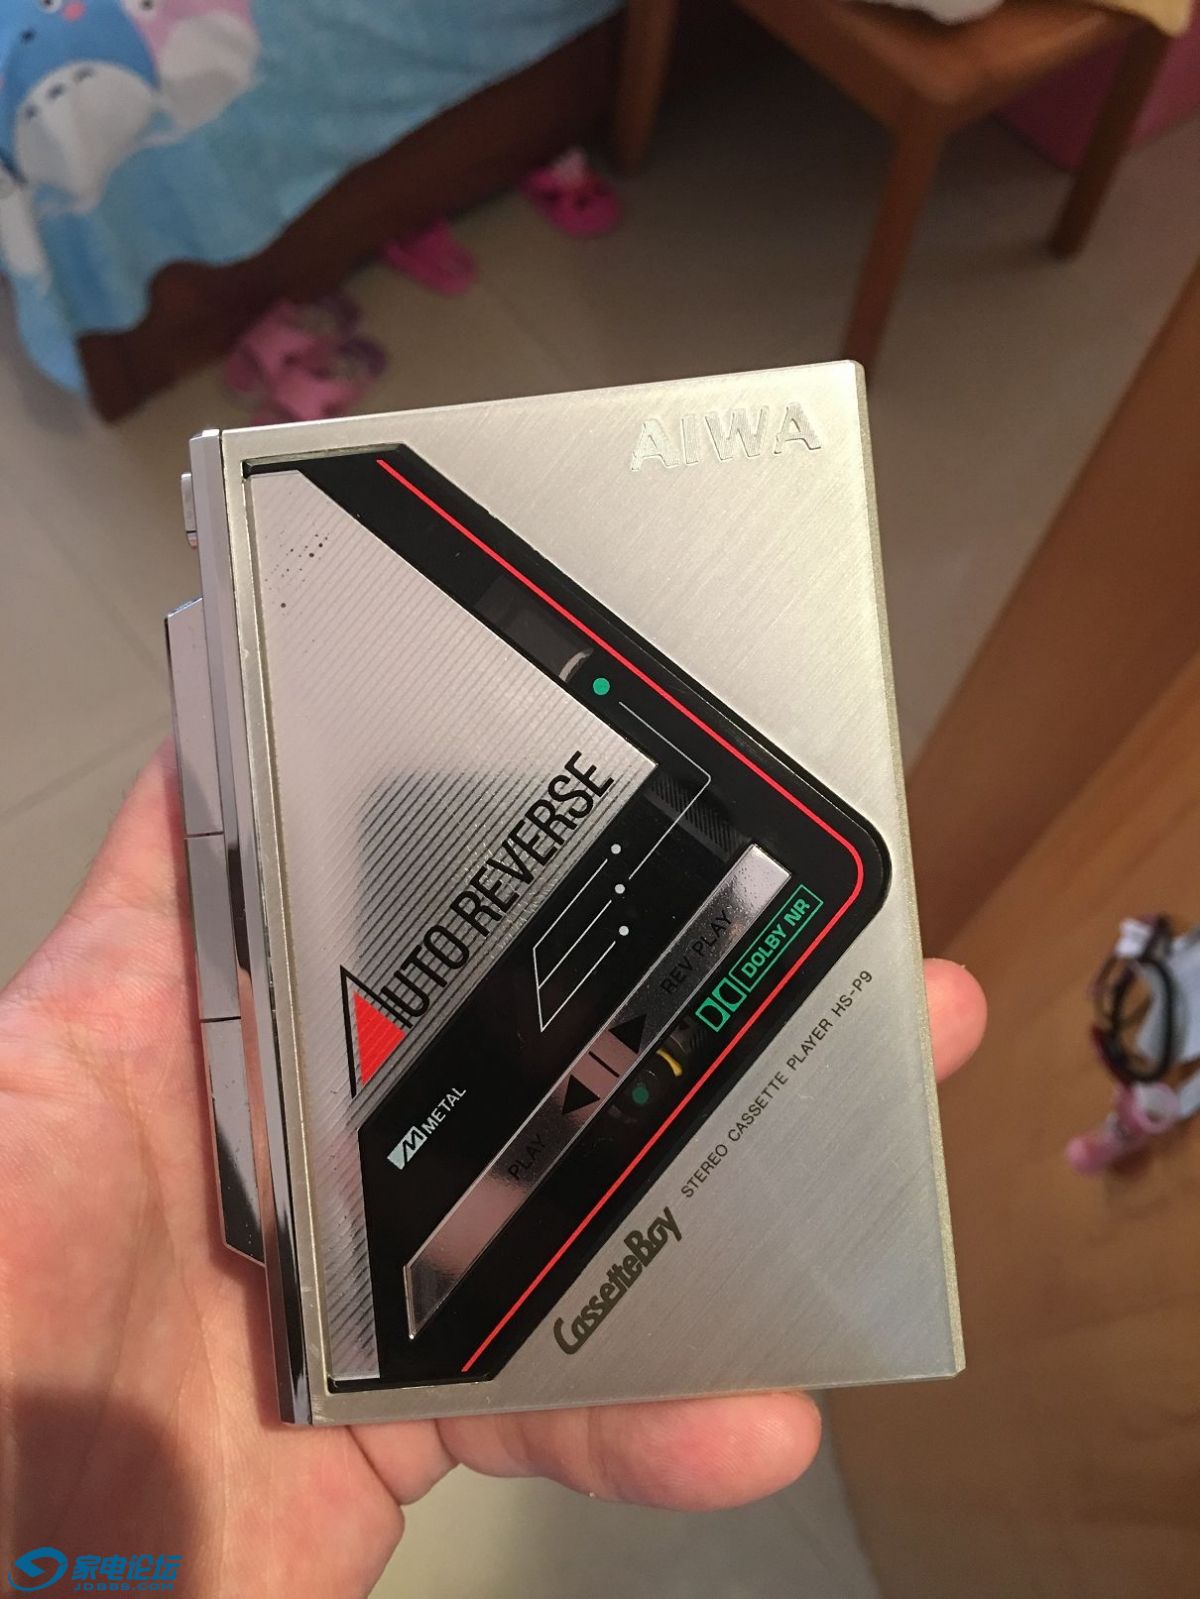 AIWA
AUTO REVERSE
METAL
PLAY
REV PLAY
DOLBY NR
CassetteBoy
STEREO CASSETTE PLAYER HS-P9
家电论坛
JDBBS.COM